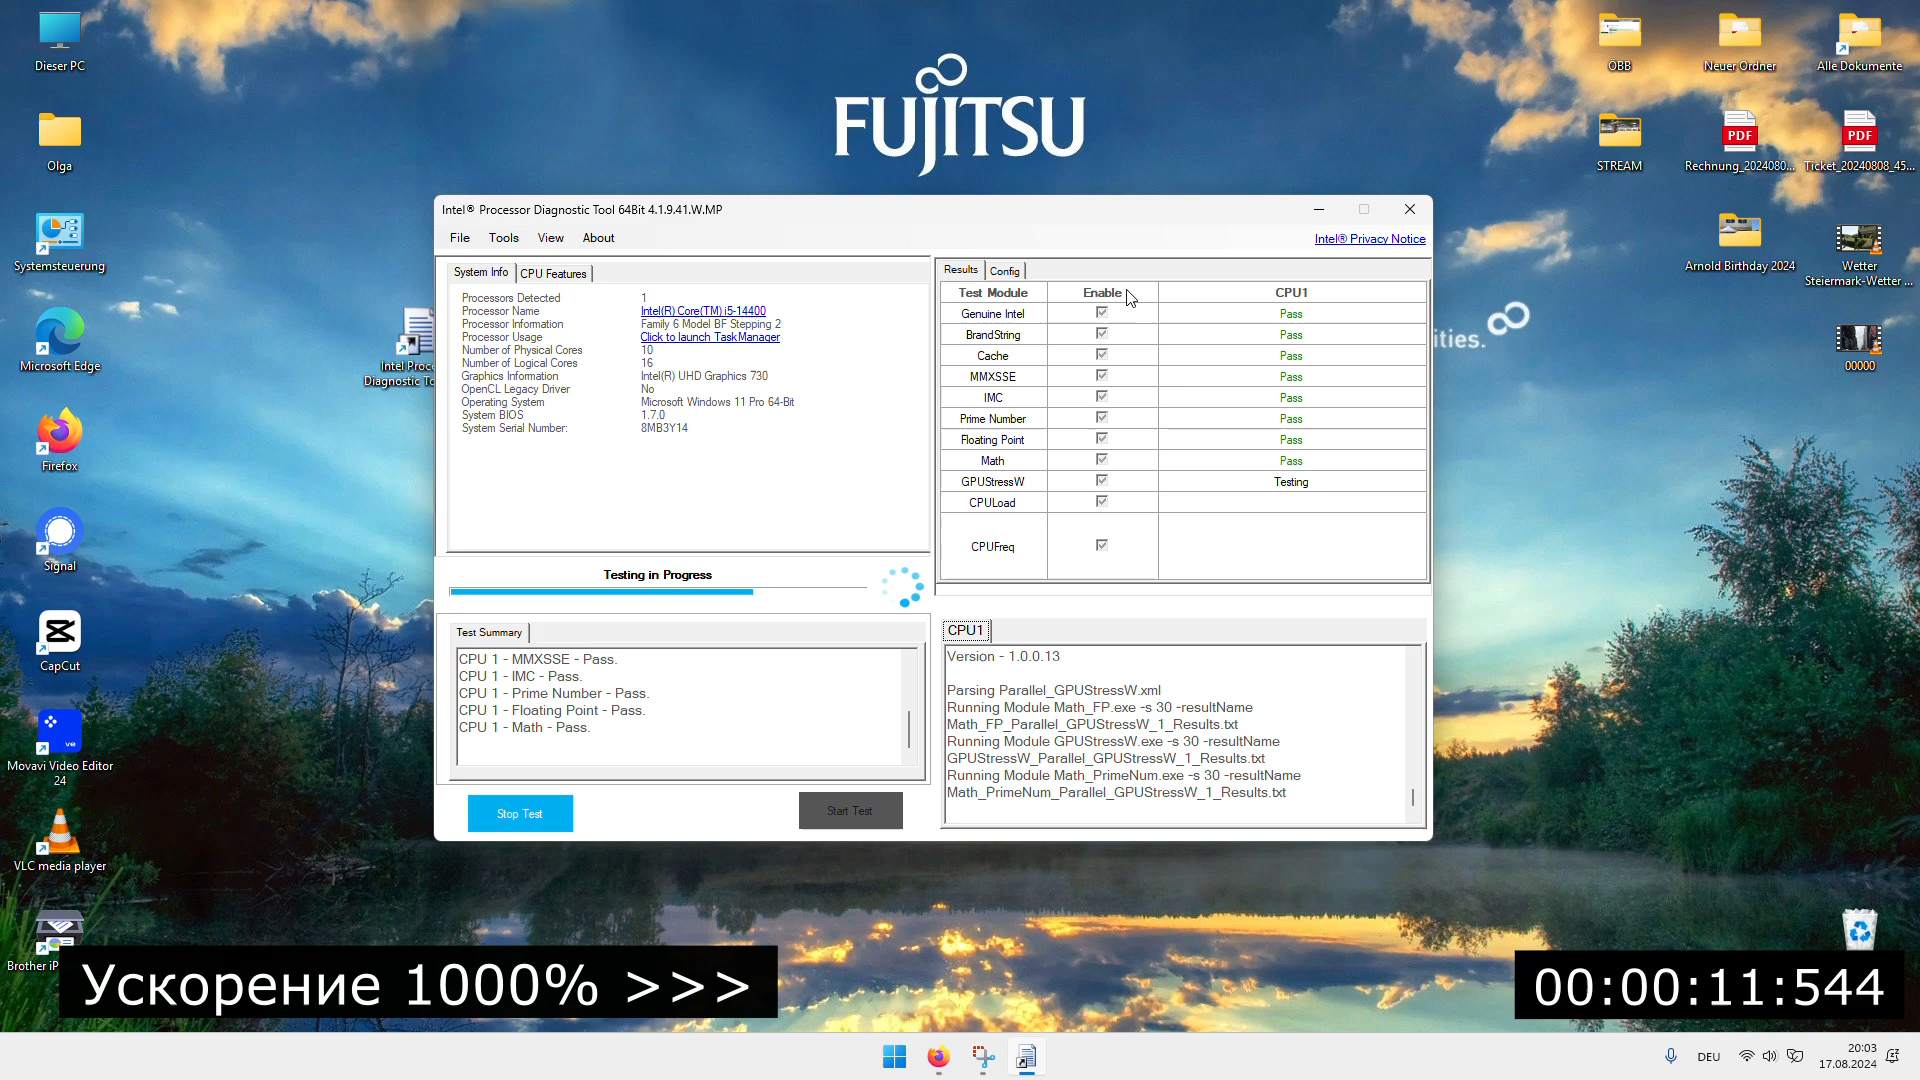 Dieser PC
Olga
Systemsteuerung
Microsoft Edge
Firefox
Signal
CapCut
Movavi Video Editor
24
VLC media player
Brother iP
Intel Proc
Diagnostic To
FUJITSU
OBB
Neuer Ordner
Alle Dokumente
STREAM
PDF
Rechnung_2024080...
PDF
Ticket_20240808_45...
Arnold Birthday 2024
Wetter
Steiermark-Wetter ...
00000
ities.
Intel® Processor Diagnostic Tool 64Bit 4.1.9.41.W.MP
File Tools View About
Intel® Privacy Notice
System Info CPU Features
Processors Detected 1
Processor Name Intel(R) Core(TM) i5-14400
Processor Information Family 6 Model BF Stepping 2
Processor Usage Click to launch TaskManager
Number of Physical Cores 10
Number of Logical Cores 16
Graphics Information Intel(R) UHD Graphics 730
OpenCL Legacy Driver No
Operating System Microsoft Windows 11 Pro 64-Bit
System BIOS 1.7.0
System Serial Number: 8MB3Y14
Results Config
Test Module Enable CPU1
Genuine Intel Pass
BrandString Pass
Cache Pass
MMXSSE Pass
IMC Pass
Prime Number Pass
Floating Point Pass
Math Pass
GPUStressW Testing
CPULoad
CPUFreq
Testing in Progress
Test Summary
CPU 1 - MMXSSE - Pass.
CPU 1 - IMC - Pass.
CPU 1 - Prime Number - Pass.
CPU 1 - Floating Point - Pass.
CPU 1 - Math - Pass.
Stop Test
Start Test
CPU1
Version - 1.0.0.13
Parsing Parallel_GPUStressW.xml
Running Module Math_FP.exe -s 30 -resultName
Math_FP_Parallel_GPUStressW_1_Results.txt
Running Module GPUStressW.exe -s 30 -resultName
GPUStressW_Parallel_GPUStressW_1_Results.txt
Running Module Math_PrimeNum.exe -s 30 -resultName
Math_PrimeNum_Parallel_GPUStressW_1_Results.txt
Ускорение 1000% >>>
00:00:11:544
DEU
20:03
17.08.2024